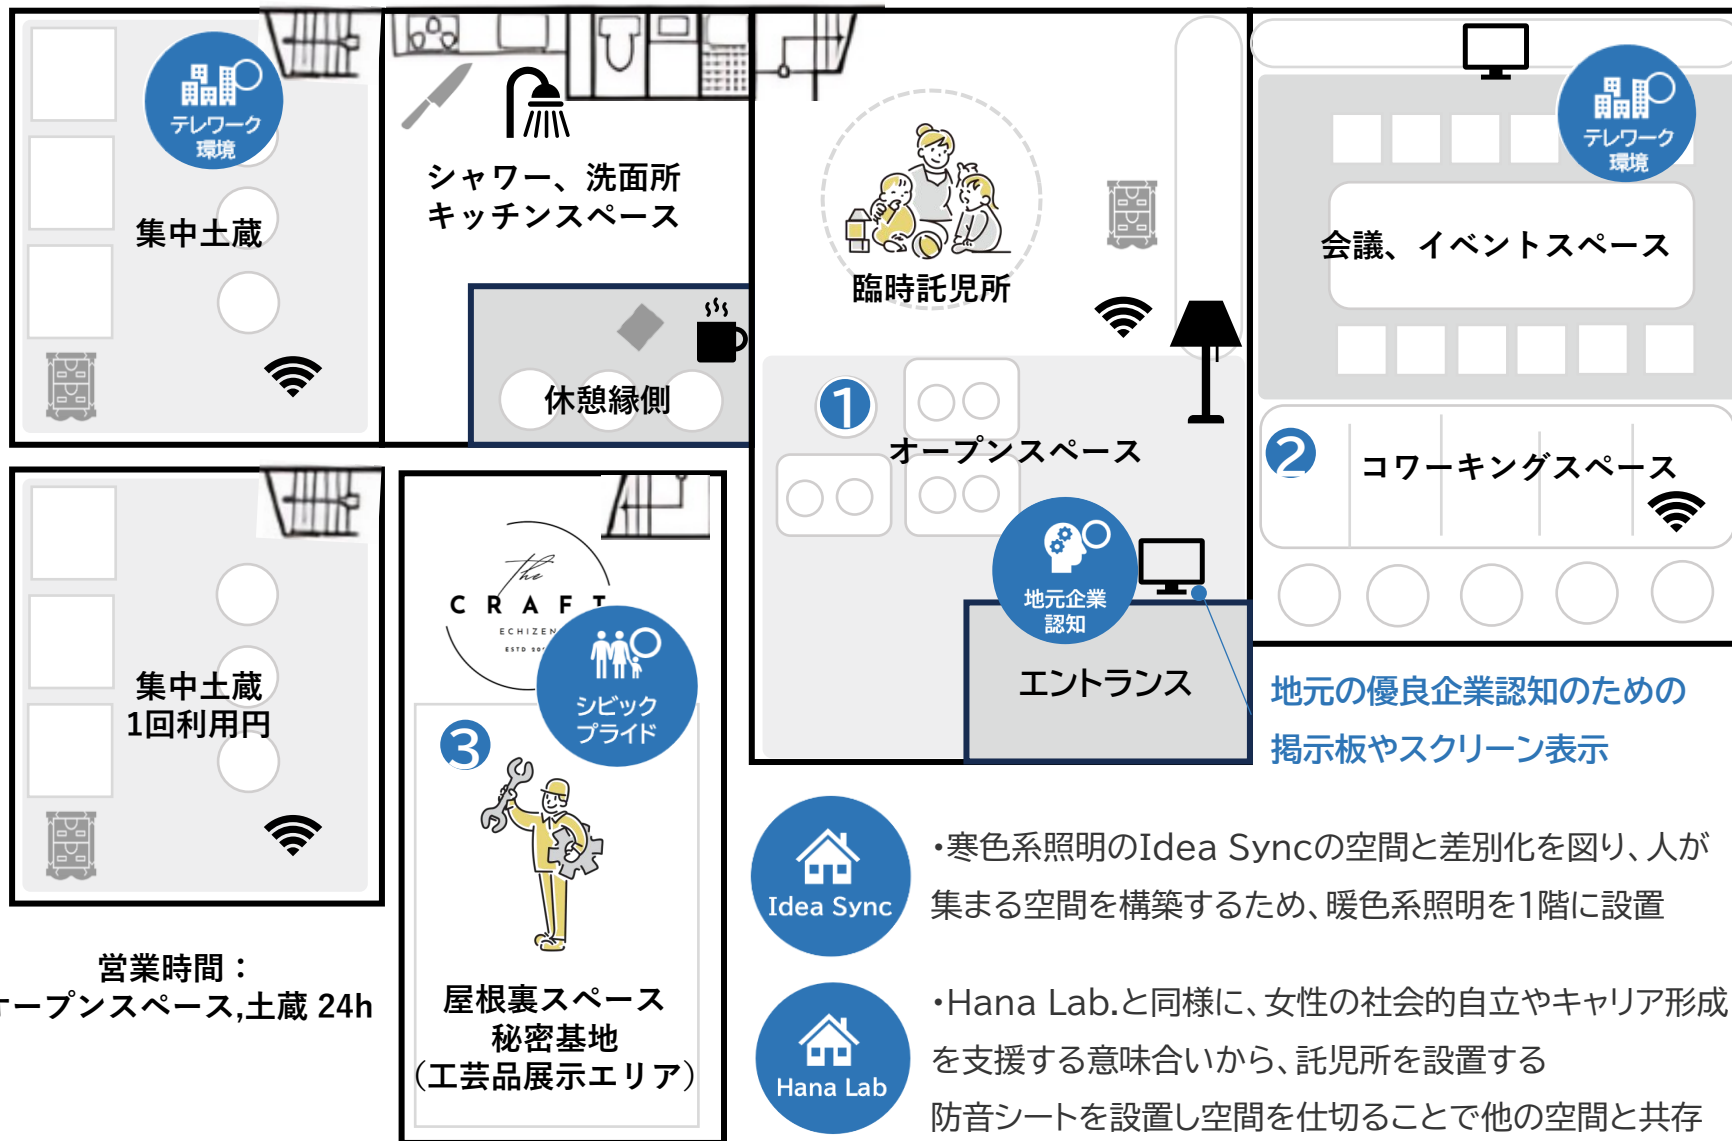 テレワーク
環境
集中土蔵
シャワー、洗面所
キッチンスペース
休憩縁側
臨時託児所
1
オープンスペース
地元企業
認知
エントランス
テレワーク
環境
会議、イベントスペース
2
コワーキングスペース
地元の優良企業認知のための
掲示板やスクリーン表示
集中土蔵
1回利用円
営業時間：
ープンスペース,土蔵 24h
the
CRAFT
ECHIZEN
ESTD
シビック
プライド
3
屋根裏スペース
秘密基地
（工芸品展示エリア）
Idea Sync
・寒色系照明のIdea Syncの空間と差別化を図り、人が
集まる空間を構築するため、暖色系照明を1階に設置
Hana Lab
・Hana Lab.と同様に、女性の社会的自立やキャリア形成
を支援する意味合いから、託児所を設置する
防音シートを設置し空間を仕切ることで他の空間と共存